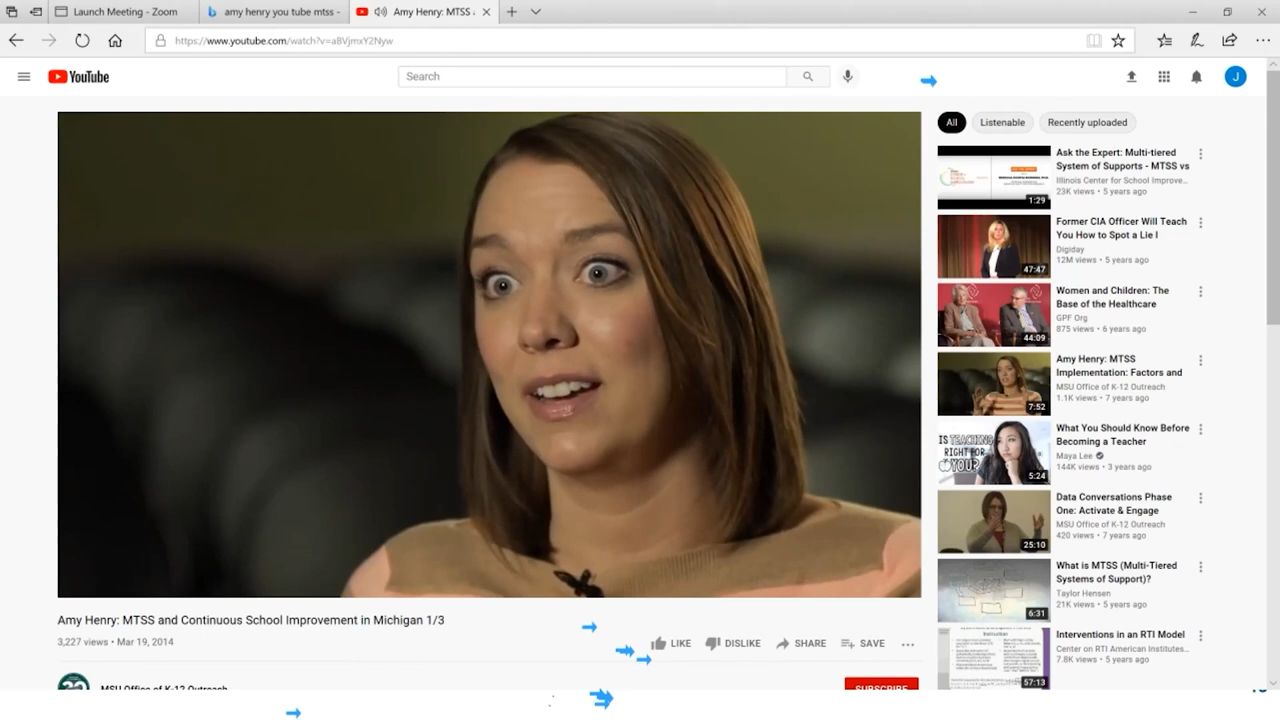 Launch Meeting - Zoom
amy henry you tube mtss -
Amy Henry: MTSS
https://www.youtube.com/watch?v=aBVjmxY2Nyw
YouTube
Search
J
All
Listenable
Recently uploaded
Ask the Expert: Multi-tiered
System of Supports - MTSS vs
Illinois Center for School Improve...
23K views • 5 years ago
1:29
Former CIA Officer Will Teach
You How to Spot a Lie I
Digiday
12M views • 5 years ago
47:47
Women and Children: The
Base of the Healthcare
GPF Org
875 views • 6 years ago
44:09
Amy Henry: MTSS
Implementation: Factors and
MSU Office of K-12 Outreach
1.1K views • 7 years ago
7:52
IS TEACHING
RIGHT FOR
YOU?
What You Should Know Before
Becoming a Teacher
Maya Lee
144K views • 3 years ago
5:24
Data Conversations Phase
One: Activate & Engage
MSU Office of K-12 Outreach
420 views • 7 years ago
25:10
What is MTSS (Multi-Tiered
Systems of Support)?
Taylor Hensen
21K views • 5 years ago
6:31
Interventions in an RTI Model
Center on RTI American Institutes...
7.8K views • 5 years ago
57:13
Amy Henry: MTSS and Continuous School Improvement in Michigan 1/3
3,227 views • Mar 19, 2014
LIKE
DISLIKE
SHARE
SAVE
MSU Office of K-12 Outreach
SUBSCRIBE